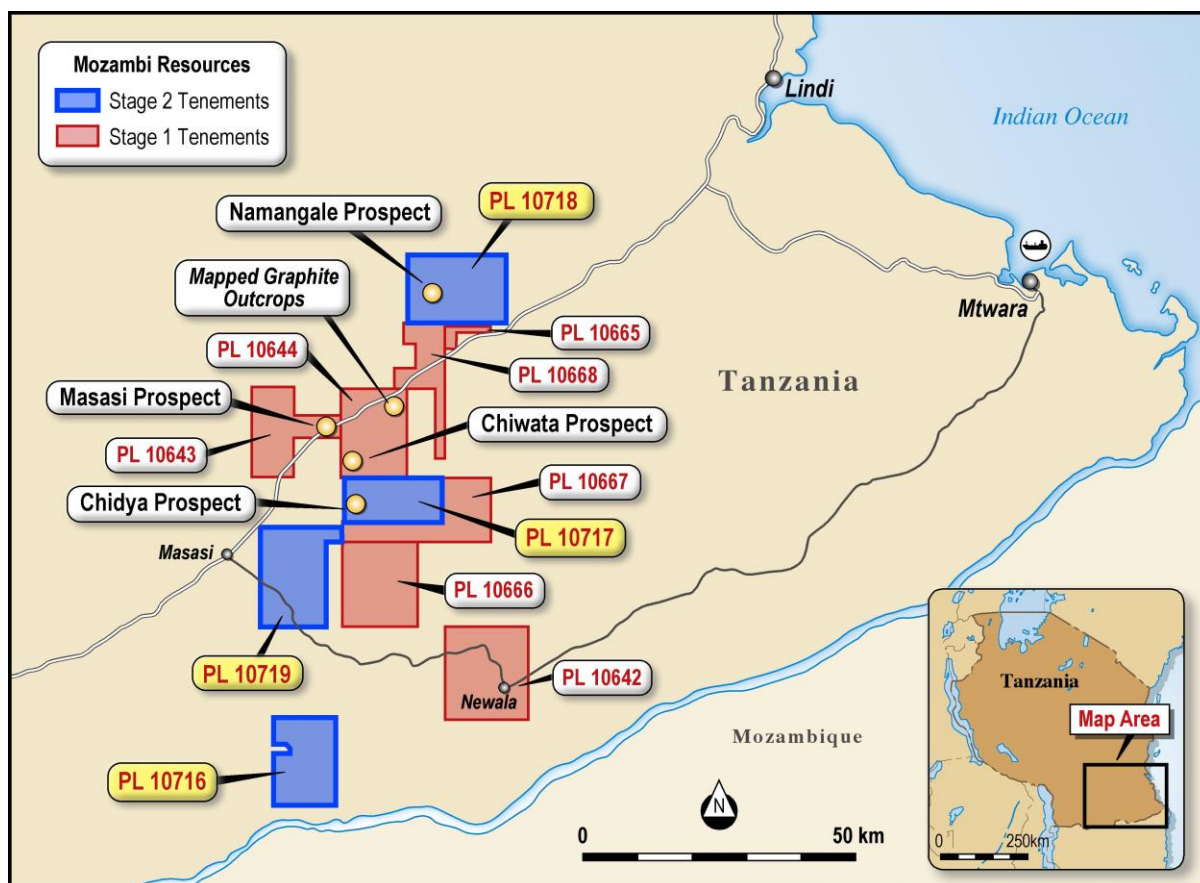 Mozambi Resources
Stage 2 Tenements
Stage 1 Tenements
Lindi
Indian Ocean
Namangale Prospect
PL 10718
Mapped Graphite
Outcrops
Mtwara
PL 10665
PL 10644
PL 10668
Tanzania
Masasi Prospect
Chiwata Prospect
PL 10643
PL 10667
Chidya Prospect
PL 10717
Masasi
PL 10666
PL 10719
PL 10642
Newala
Mozambique
PL 10716
N
0 50 km
Tanzania
Map Area
0 250km